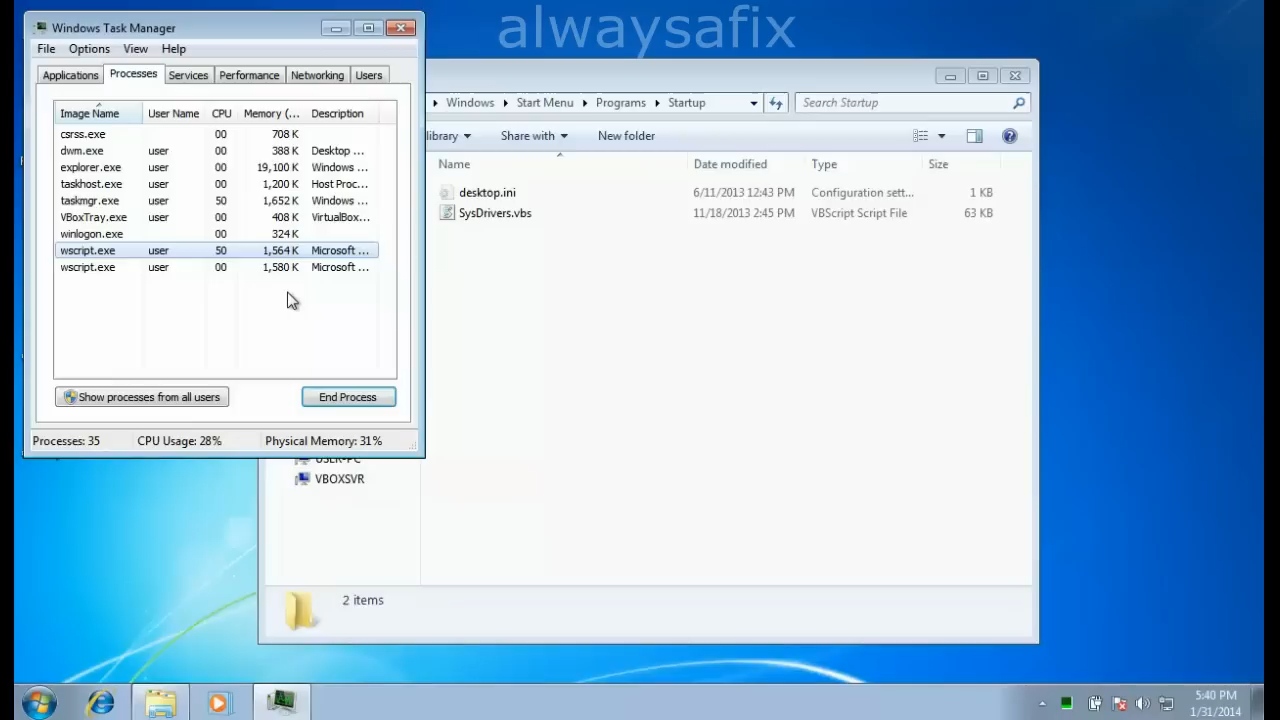 alwaysafix
Windows Task Manager
File Options View Help
Applications Processes Services Performance Networking Users
Image Name User Name CPU Memory (... Description
csrss.exe 00 708 K
dwm.exe user 00 388 K Desktop ...
explorer.exe user 00 19,100 K Windows ...
taskhost.exe user 00 1,200 K Host Proc...
taskmgr.exe user 50 1,652 K Windows ...
VBoxTray.exe user 00 408 K VirtualBox...
winlogon.exe 00 324 K
wscript.exe user 50 1,564 K Microsoft ...
wscript.exe user 00 1,580 K Microsoft ...
Show processes from all users End Process
Processes: 35 CPU Usage: 28% Physical Memory: 31%
Windows Start Menu Programs Startup Search Startup
library Share with New folder
Name Date modified Type Size
desktop.ini 6/11/2013 12:43 PM Configuration sett... 1 KB
SysDrivers.vbs 11/18/2013 2:45 PM VBScript Script File 63 KB
USER-PC
VBOXSVR
2 items
5:40 PM
1/31/2014